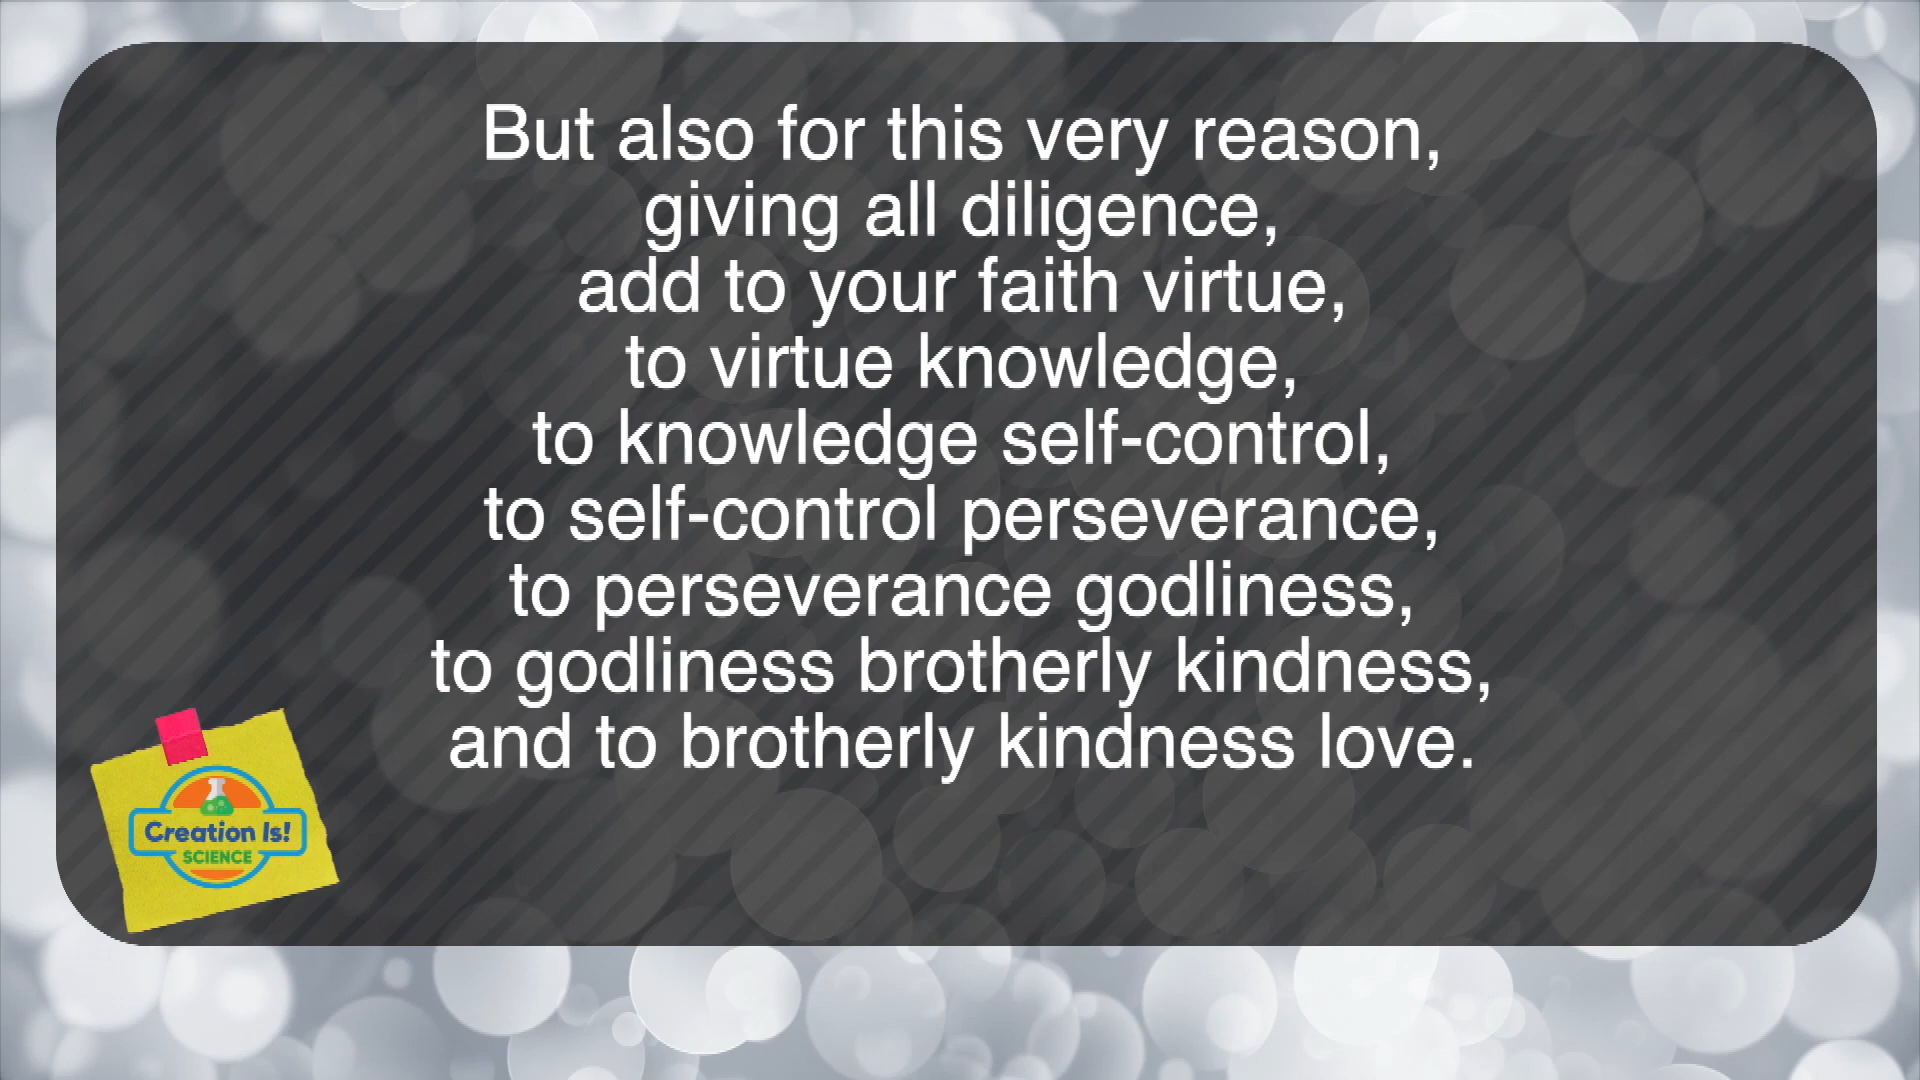 But also for this very reason,
giving all diligence,
add to your faith virtue,
to virtue knowledge,
to knowledge self-control,
to self-control perseverance,
to perseverance godliness,
to godliness brotherly kindness,
and to brotherly kindness love.
Creation Is!
SCIENCE